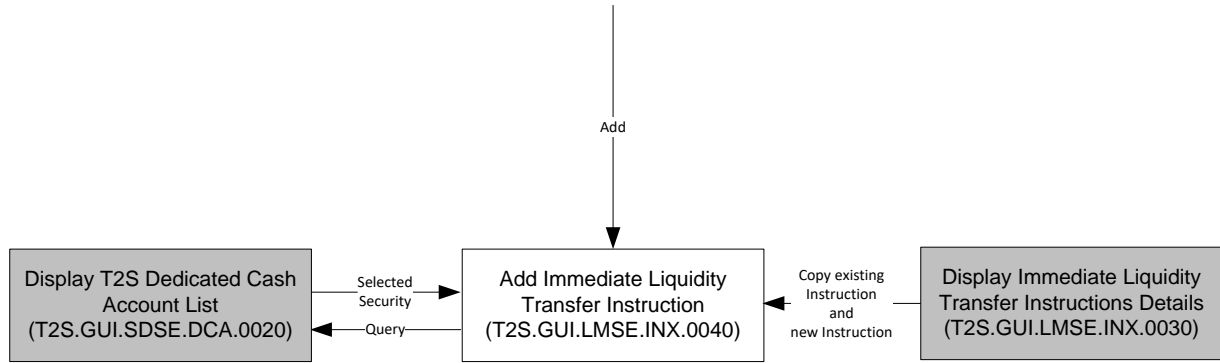 Add
Display T2S Dedicated Cash
Account List
(T2S.GUI.SDSE.DCA.0020)
Selected
Security
Query
Add Immediate Liquidity
Transfer Instruction
(T2S.GUI.LMSE.INX.0040)
Copy existing
Instruction
and
new Instruction
Display Immediate Liquidity
Transfer Instructions Details
(T2S.GUI.LMSE.INX.0030)